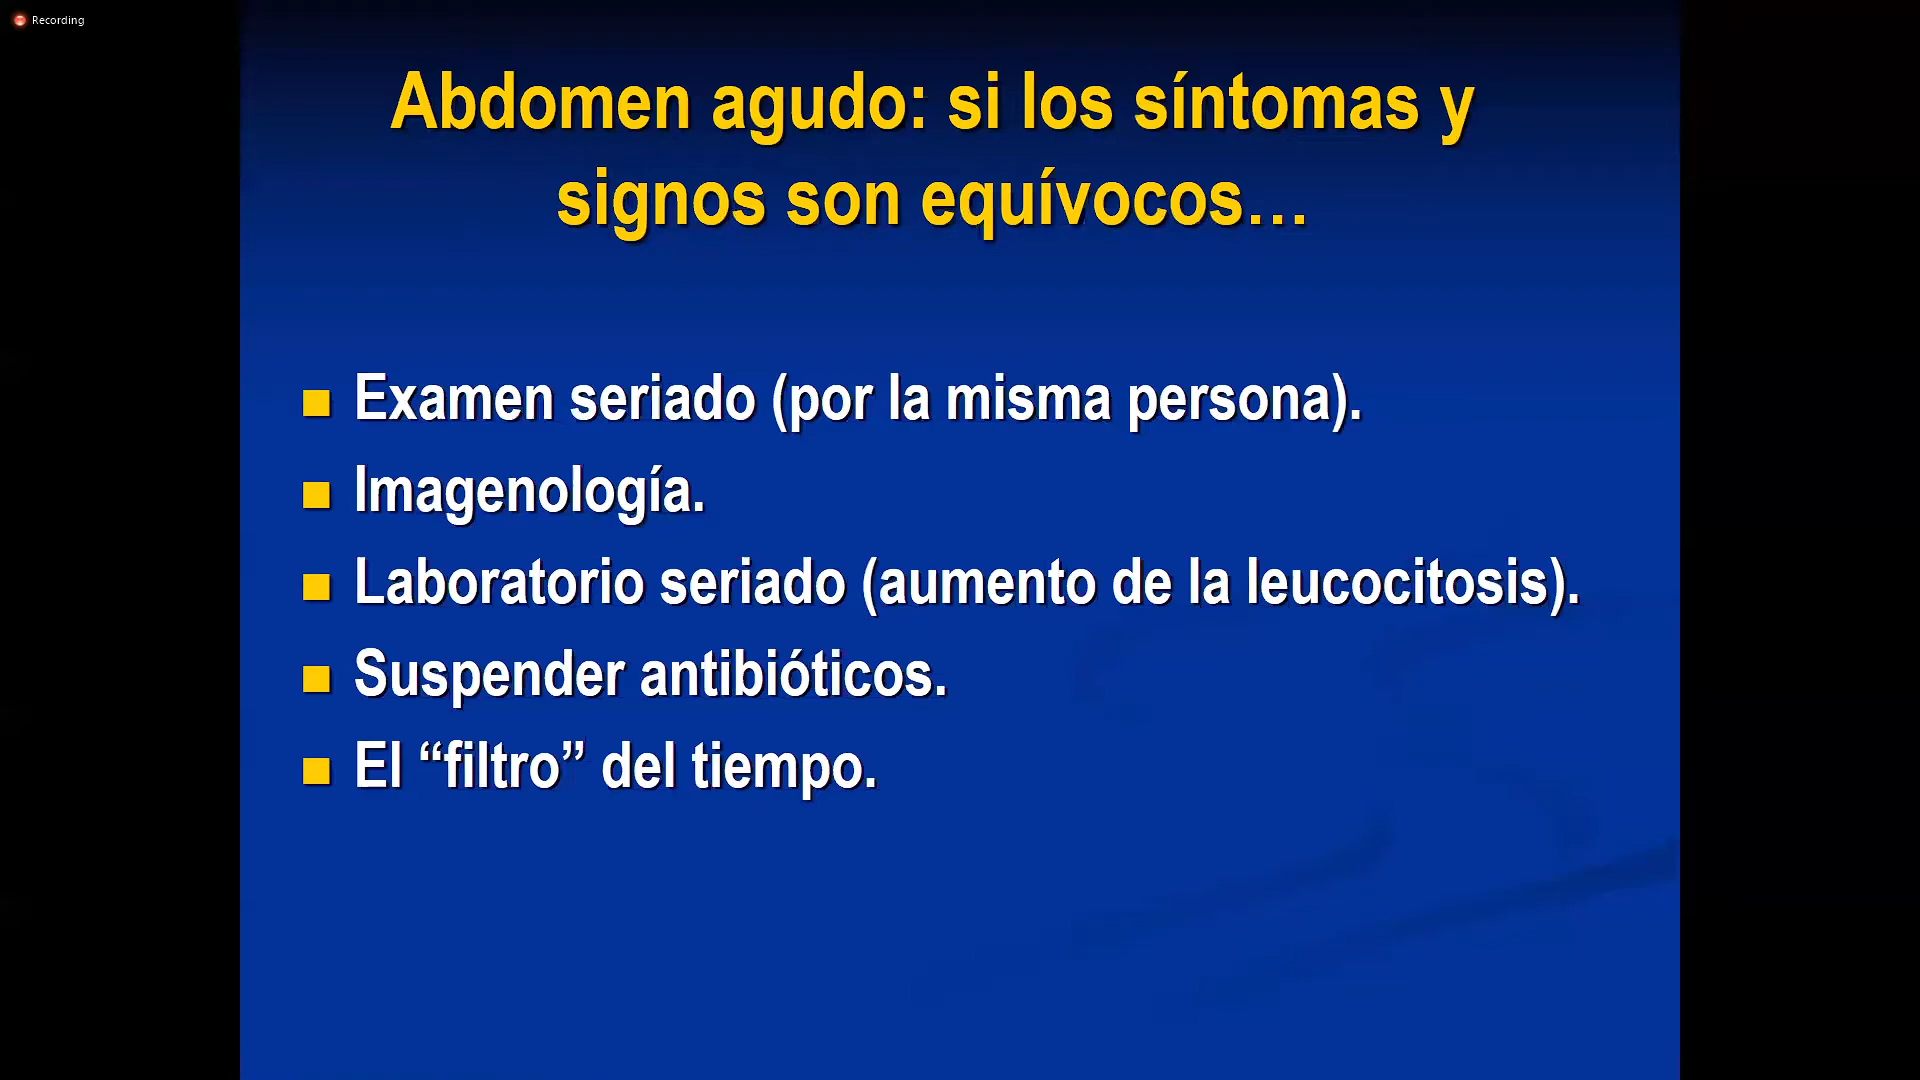 Recording
Abdomen agudo: si los síntomas y
signos son equívocos…
Examen seriado (por la misma persona).
Imagenología.
Laboratorio seriado (aumento de la leucocitosis).
Suspender antibióticos.
El “filtro” del tiempo.